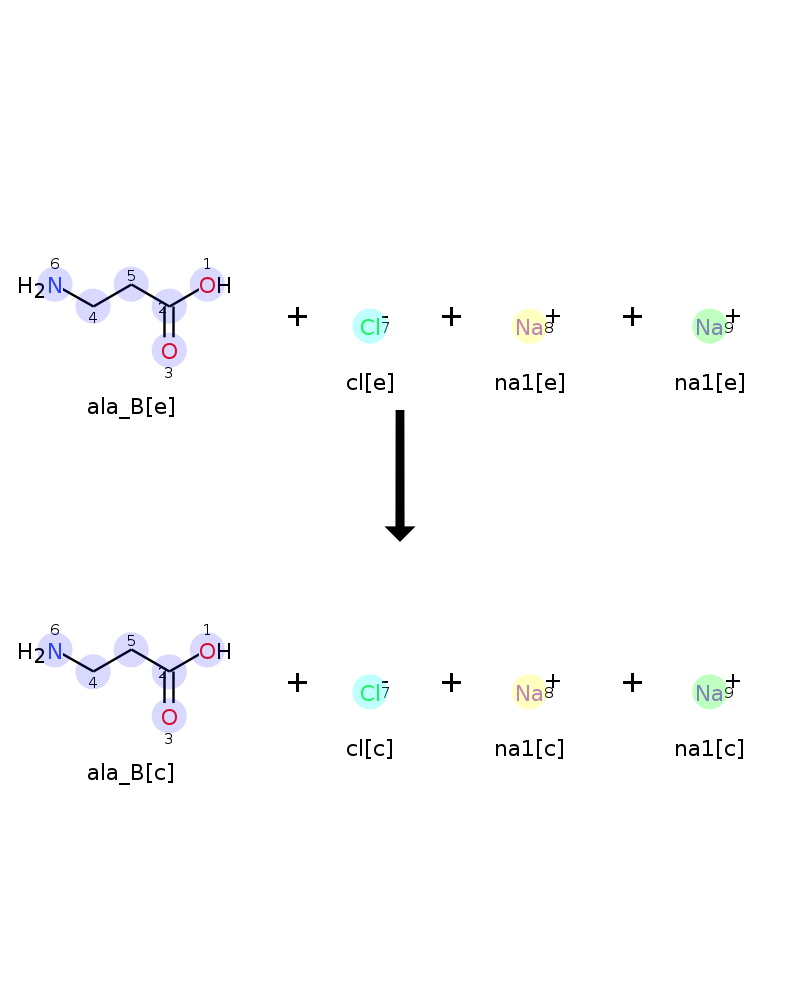 6 5 1
H2N OH
4 2
O
3
ala_B[e]
+ Cl-7 + Na+8 + Na+9
cl[e] na1[e] na1[e]
6 5 1
H2N OH
4 2
O
3
ala_B[c]
+ Cl-7 + Na+8 + Na+9
cl[c] na1[c] na1[c]